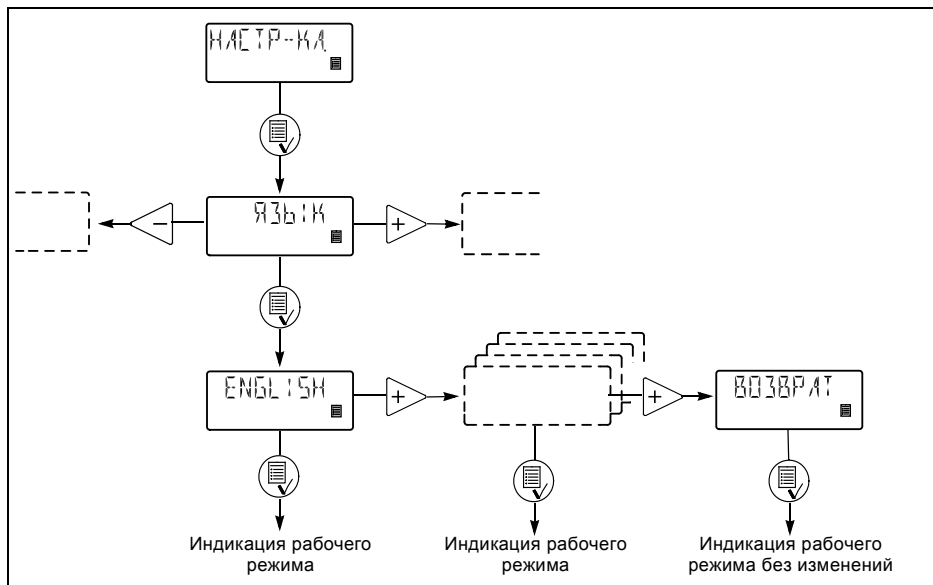 НАСТР-КА
ЯЗЫК
ENGLISH
ВОЗВРАТ
Индикация рабочего
режима
Индикация рабочего
режима
Индикация рабочего
режима без изменений